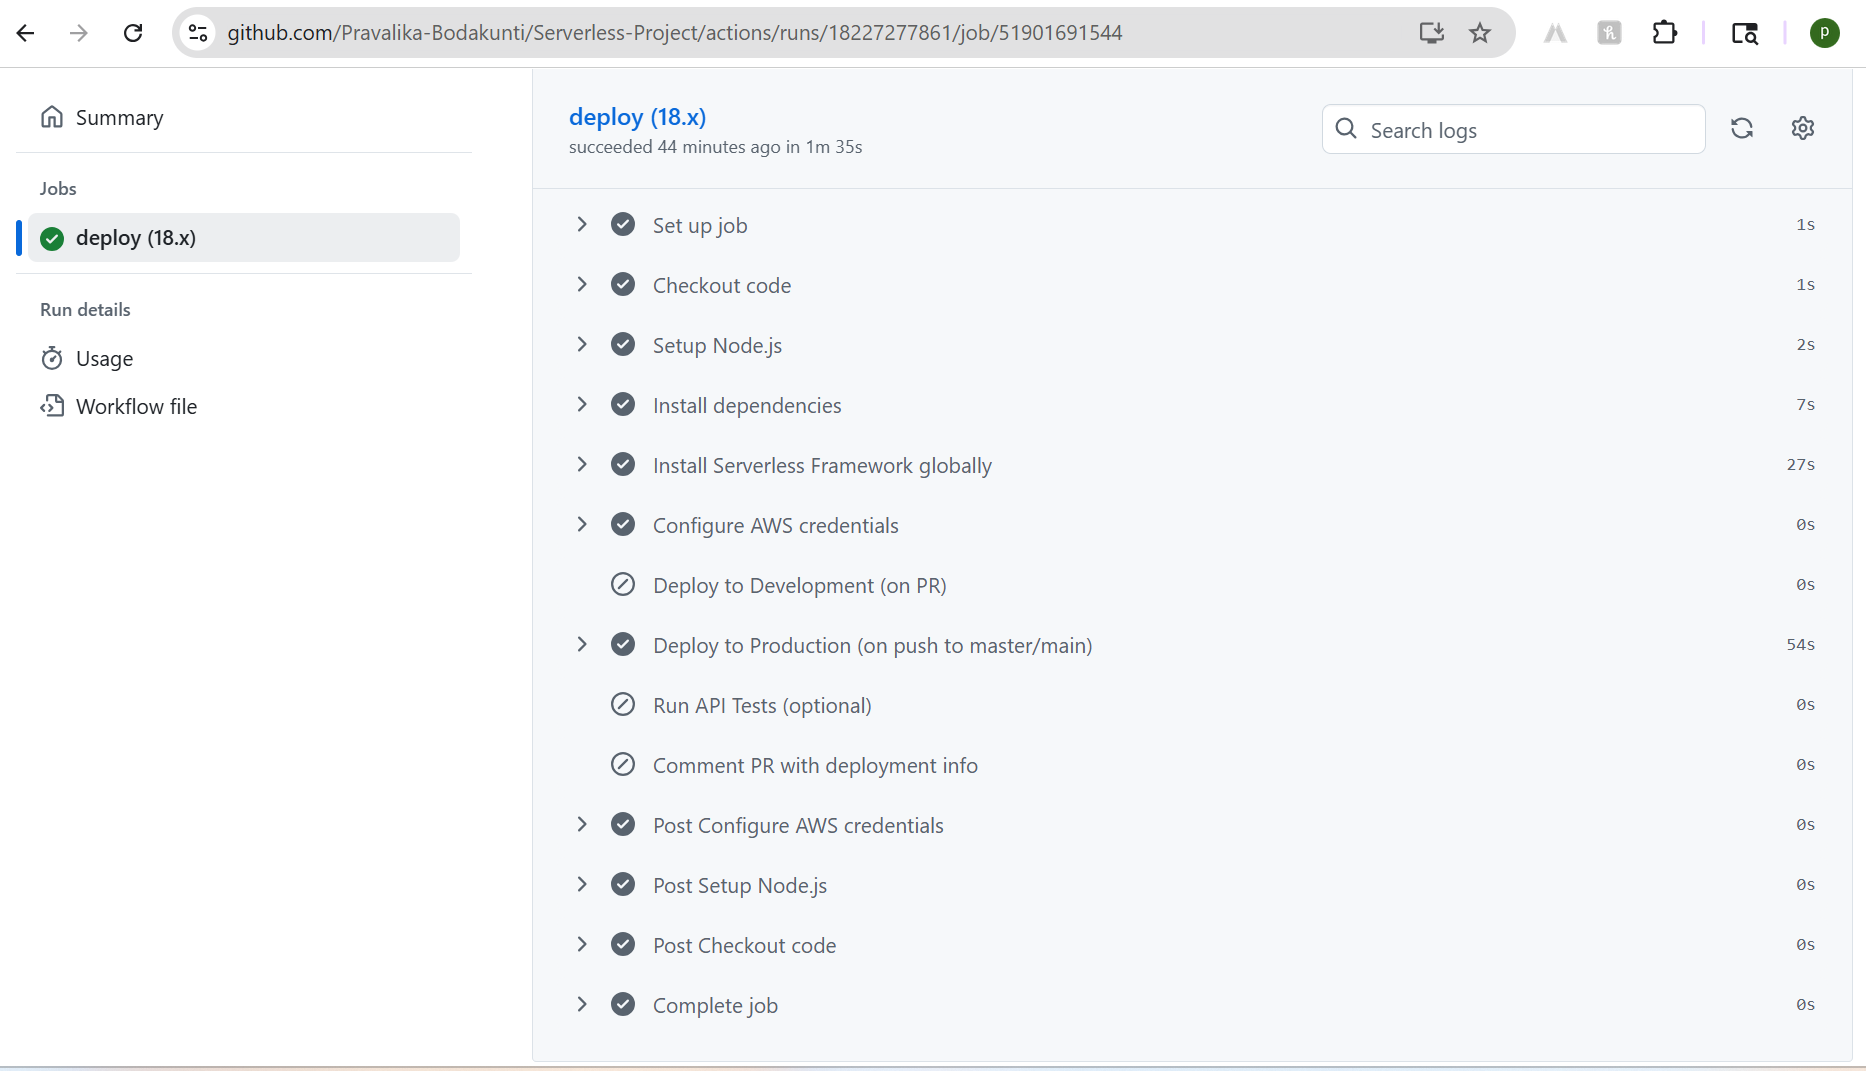 github.com/Pravalika-Bodakunti/Serverless-Project/actions/runs/18227277861/job/51901691544
p
Summary
Jobs
deploy (18.x)
Run details
Usage
Workflow file
deploy (18.x)
succeeded 44 minutes ago in 1m 35s
Search logs
Set up job 1s
Checkout code 1s
Setup Node.js 2s
Install dependencies 7s
Install Serverless Framework globally 27s
Configure AWS credentials 0s
Deploy to Development (on PR) 0s
Deploy to Production (on push to master/main) 54s
Run API Tests (optional) 0s
Comment PR with deployment info 0s
Post Configure AWS credentials 0s
Post Setup Node.js 0s
Post Checkout code 0s
Complete job 0s